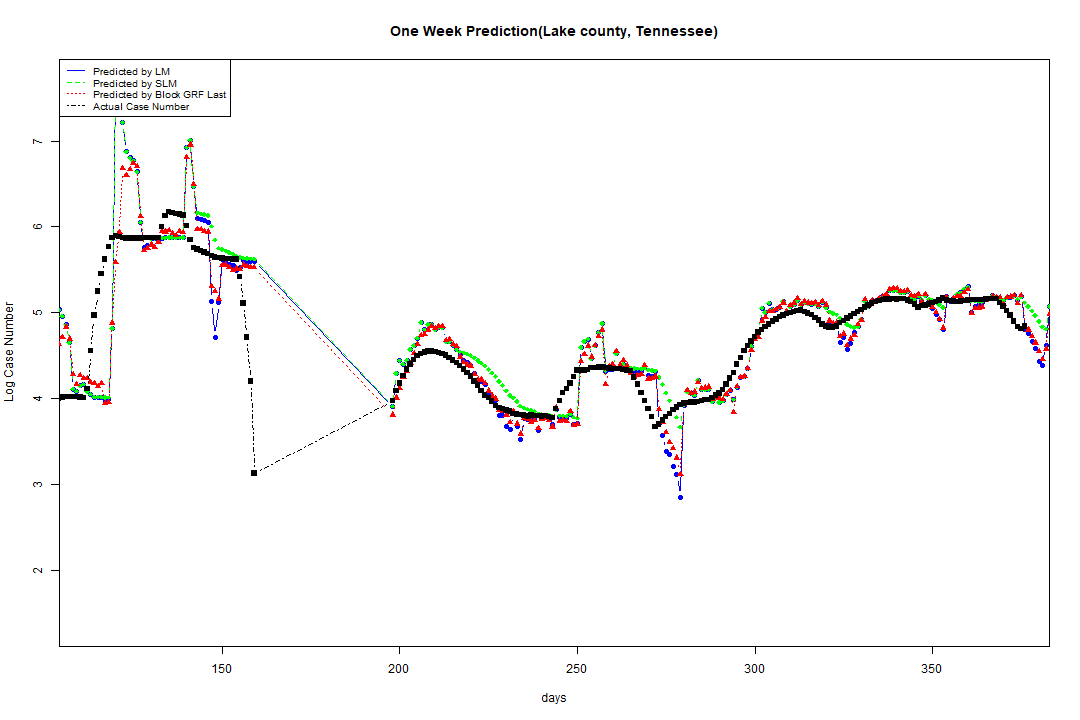 One Week Prediction(Lake county, Tennessee)
Predicted by LM
Predicted by SLM
Predicted by Block GRF Last
Actual Case Number
7
6
5
4
3
2
Log Case Number
150 200 250 300 350
days